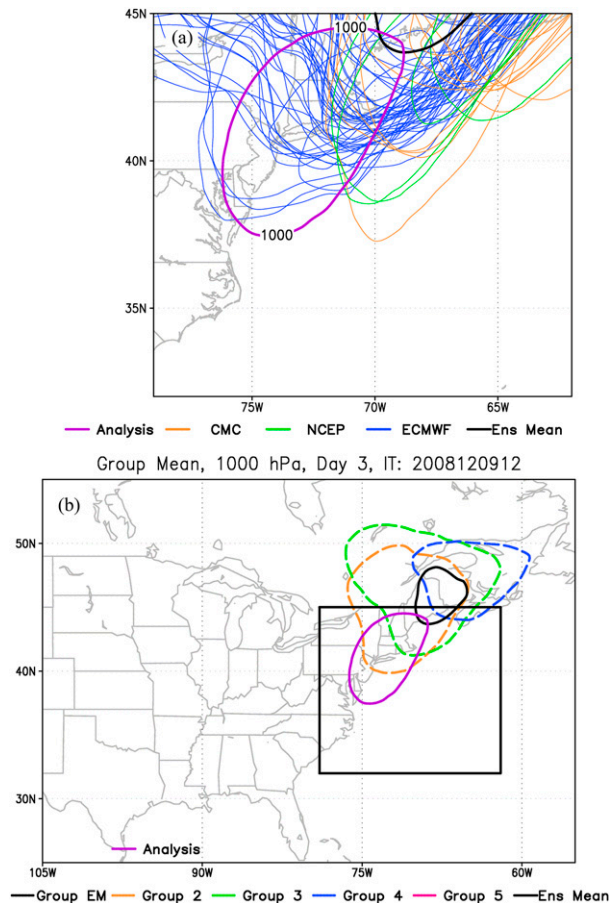 45N
(a)
1000
40N
1000
35N
75W 70W 65W
Analysis CMC NCEP ECMWF Ens Mean
Group Mean, 1000 hPa, Day 3, IT: 2008120912
(b)
50N
40N
30N
Analysis
105W 90W 75W 60W
Group EM Group 2 Group 3 Group 4 Group 5 Ens Mean